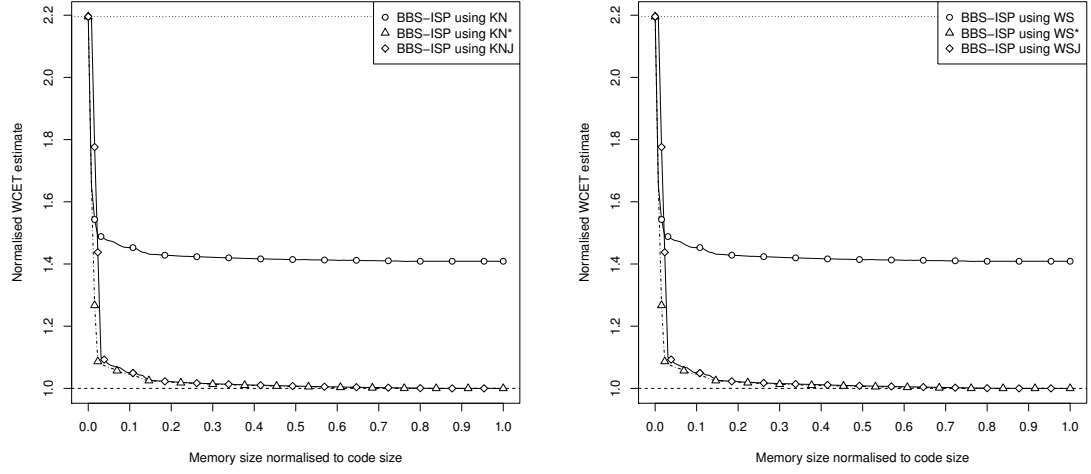 BBS−ISP using KN
BBS−ISP using KN*
BBS−ISP using KNJ
Normalised WCET estimate
2.2
2.0
1.8
1.6
1.4
1.2
1.0
0.0 0.1 0.2 0.3 0.4 0.5 0.6 0.7 0.8 0.9 1.0
Memory size normalised to code size
BBS−ISP using WS
BBS−ISP using WS*
BBS−ISP using WSJ
Normalised WCET estimate
2.2
2.0
1.8
1.6
1.4
1.2
1.0
0.0 0.1 0.2 0.3 0.4 0.5 0.6 0.7 0.8 0.9 1.0
Memory size normalised to code size